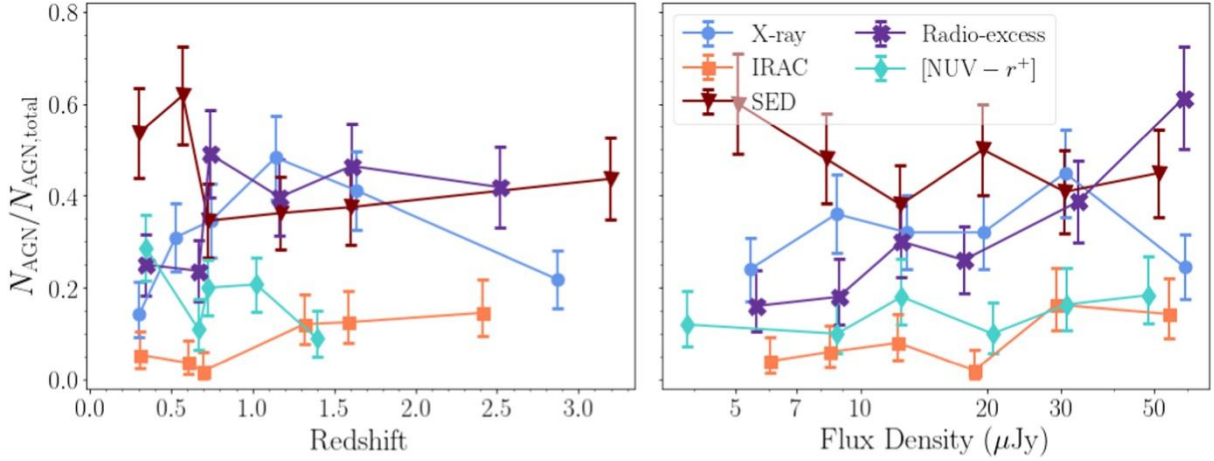 N_AGN/N_AGN,total
0.8
0.6
0.4
0.2
0.0
0.0 0.5 1.0 1.5 2.0 2.5 3.0
Redshift
X-ray
IRAC
SED
Radio-excess
[NUV − r⁺]
5 7 10 20 30 50
Flux Density (μJy)